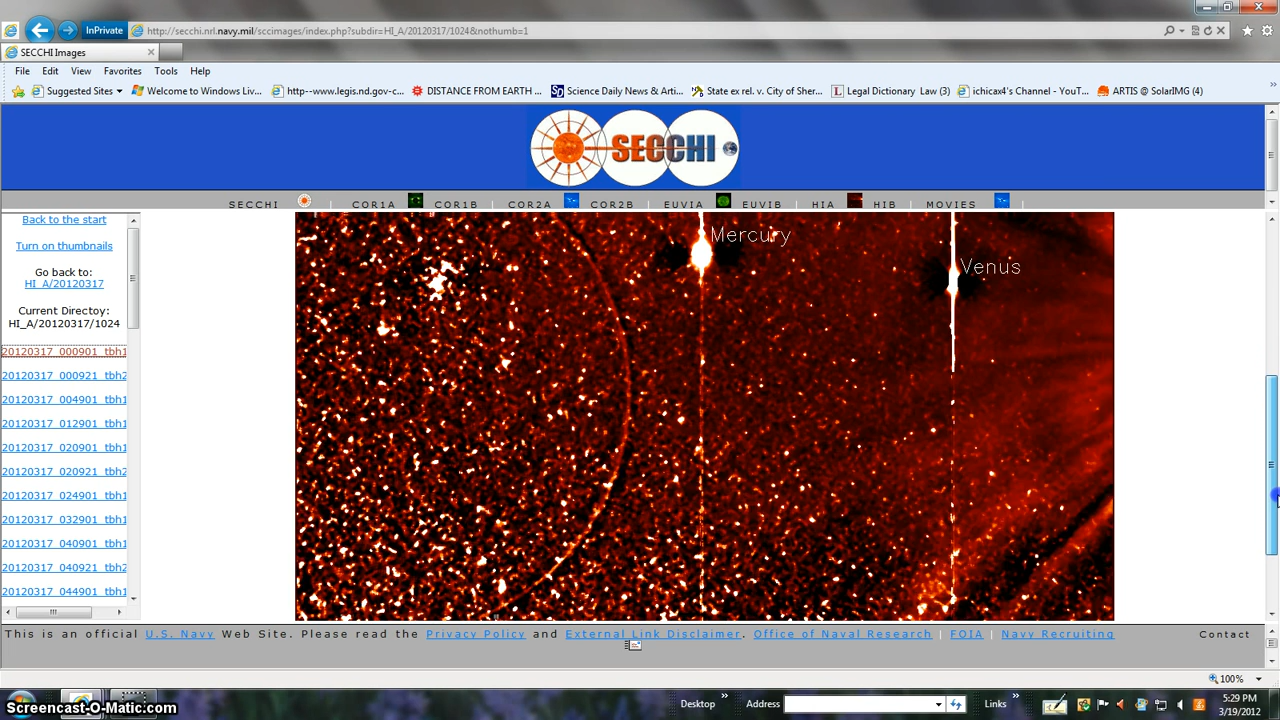 InPrivate http://secchi.nrl.navy.mil/sccimages/index.php?subdir=HI_A/20120317/1024&nothumb=1
SECCHI Images
File Edit View Favorites Tools Help
Suggested Sites Welcome to Windows Liv... http--www.legis.nd.gov-c... DISTANCE FROM EARTH ... Science Daily News & Arti... State ex rel. v. City of Sher... Legal Dictionary Law (3) ichicax4's Channel - YouT... ARTIS @ SolarIMG (4)
SECCHI
SECCHI | COR1A COR1B | COR2A COR2B | EUVIA EUVIB | HIA HIB | MOVIES |
Back to the start
Turn on thumbnails
Go back to:
HI_A/20120317
Current Directoy:
HI_A/20120317/1024
20120317_000901_tbh1
20120317_000921_tbh2
20120317_004901_tbh1
20120317_012901_tbh1
20120317_020901_tbh1
20120317_020921_tbh2
20120317_024901_tbh1
20120317_032901_tbh1
20120317_040901_tbh1
20120317_040921_tbh2
20120317_044901_tbh1
Mercury
Venus
This is an official U.S. Navy Web Site. Please read the Privacy Policy and External Link Disclaimer. Office of Naval Research | FOIA | Navy Recruiting
Contact
100%
Screencast-O-Matic.com
Desktop Address Links
5:29 PM
3/19/2012